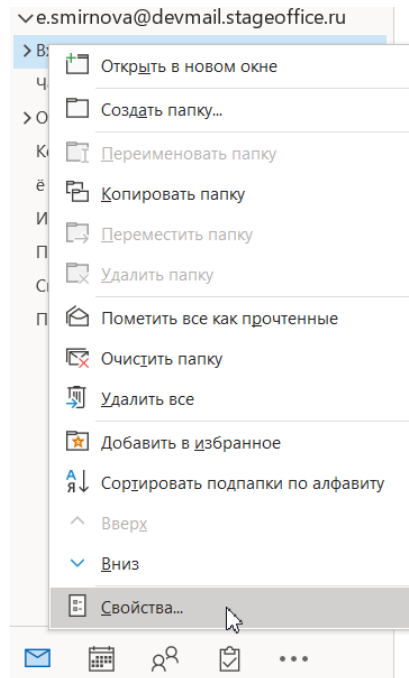 e.smirnova@devmail.stageoffice.ru
Открыть в новом окне
Создать папку...
Переименовать папку
ё
Копировать папку
Переместить папку
Удалить папку
Пометить все как прочтенные
Очистить папку
Удалить все
Добавить в избранное
Сортировать подпапки по алфавиту
Вверх
Вниз
Свойства...